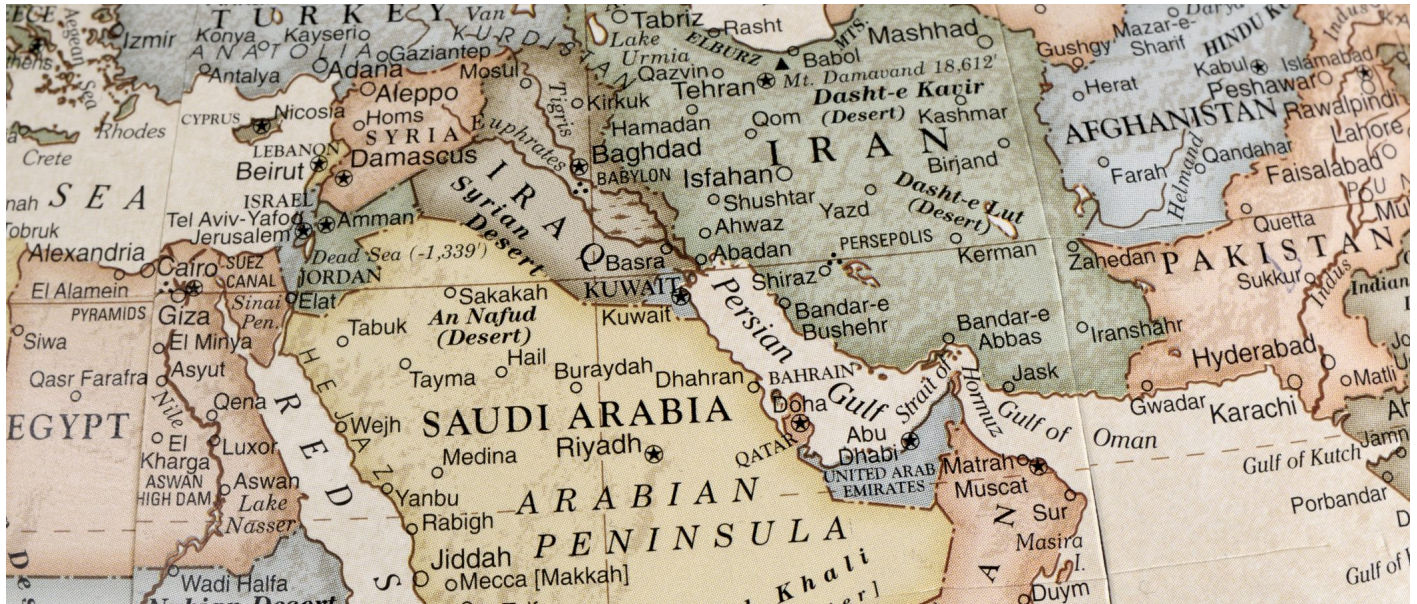 TURKEY
Izmir
Konya
Kayseri
ANATOLIA
Van
KURDISTAN
Antalya
Adana
Gaziantep
Aegean
Sea
Rhodes
Crete
CYPRUS
Nicosia
SEA
Aleppo
Homs
SYRIA
LEBANON
Beirut
Damascus
ISRAEL
Tel Aviv-Yafo
Jerusalem
Amman
Dead Sea (-1,339')
JORDAN
Elat
Mosul
Kirkuk
Tigris
Euphrates
Baghdad
BABYLON
IRAQ
Syrian
Desert
Basra
KUWAIT
Kuwait
Tabriz
Lake
Urmia
Rasht
ELBURZ
MTS.
Babol
Mashhad
Qazvin
Tehran
Mt. Damavand 18,612'
Dasht-e Kavir
(Desert)
Kashmar
Hamadan
Qom
IRAN
Birjand
Isfahan
Shushtar
Yazd
Dasht-e Lut
(Desert)
Ahwaz
Abadan
PERSEPOLIS
Kerman
Zahedan
Shiraz
Bandar-e
Bushehr
Bandar-e
Abbas
Iranshahr
Jask
Gushgy
Mazar-e-
Sharif
HINDU
Herat
Kabul
Islamabad
Peshawar
Rawalpindi
AFGHANISTAN
Lahore
Farah
Helmand
Qandahar
Faisalabad
Quetta
PAKISTAN
Sukkur
Indus
Indus
Indian
Hyderabad
Matli
Gwadar
Karachi
Gulf of Oman
Gulf of Kutch
Porbandar
Alexandria
Cairo
SUEZ
CANAL
El Alamein
PYRAMIDS
Giza
Sinai
Pen.
Siwa
El Minya
Qasr Farafra
Asyut
Nile
Qena
EGYPT
El
Kharga
Luxor
ASWAN
HIGH DAM
Aswan
Lake
Nasser
Wadi Halfa
Desert
RED
S
HEJAZ
Sakakah
An Nafud
(Desert)
Tabuk
Hail
Tayma
Buraydah
Dhahran
Wejh
SAUDI ARABIA
Riyadh
Medina
Yanbu
Rabigh
ARABIAN
PENINSULA
Jiddah
Mecca [Makkah]
Khali
Persian
Gulf
BAHRAIN
Doha
QATAR
Strait of
Hormuz
Abu
Dhabi
UNITED ARAB
EMIRATES
Matrah
Muscat
Sur
Masira
I.
Duym